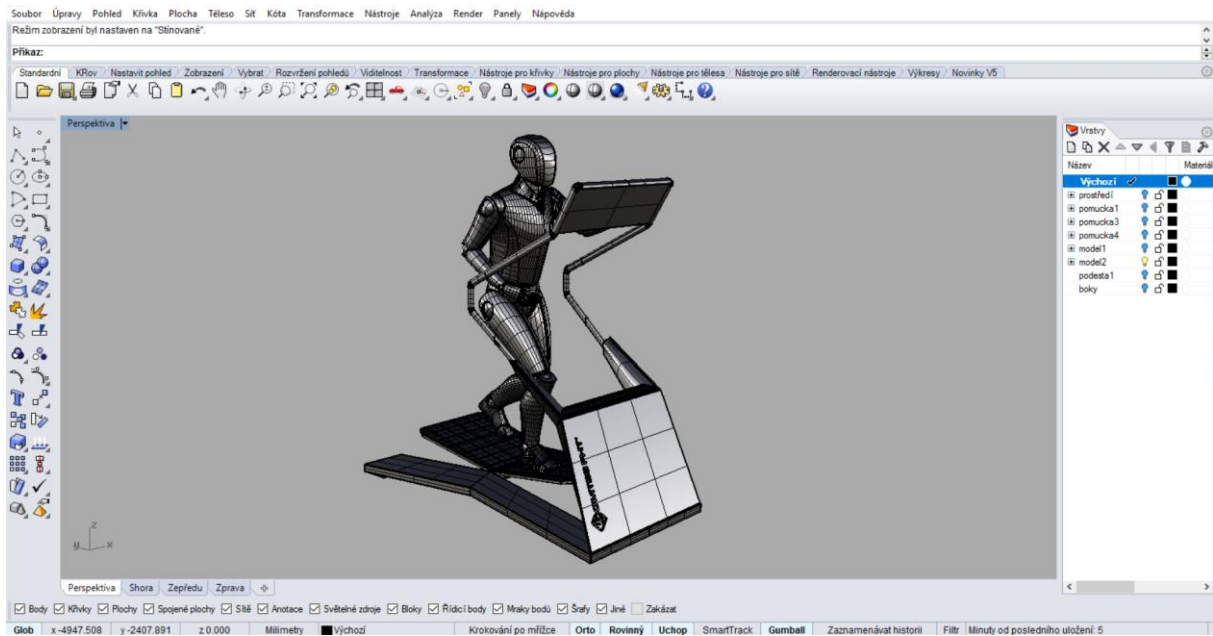 Soubor Úpravy Pohled Křivka Plocha Těleso Síť Kóta Transformace Nástroje Analýza Render Panely Nápověda
Režim zobrazení byl nastaven na "Stínované".
Příkaz:
Standardní KRov Nastavit pohled Zobrazení Vybrat Rozvržení pohledů Viditelnost Transformace Nástroje pro křivky Nástroje pro plochy Nástroje pro tělesa Nástroje pro sítě Renderovací nástroje Výkresy Novinky V5
Perspektiva
Vrstvy
Název Materiál
Výchozí
prostředí
pomucka1
pomucka3
pomucka4
model1
model2
podesta1
boky
z
y x
Perspektiva Shora Zepředu Zprava
Body Křivky Plochy Spojené plochy Sítě Anotace Světelné zdroje Bloky Řídicí body Mraky bodů Šrafy Jiné Zakázat
Glob x -4947.508 y -2407.891 z 0.000 Milimetry Výchozí Krokování po mřížce Orto Rovinný Uchop SmartTrack Gumball Zaznamenávat historii Filtr Minuty od posledního uložení: 5